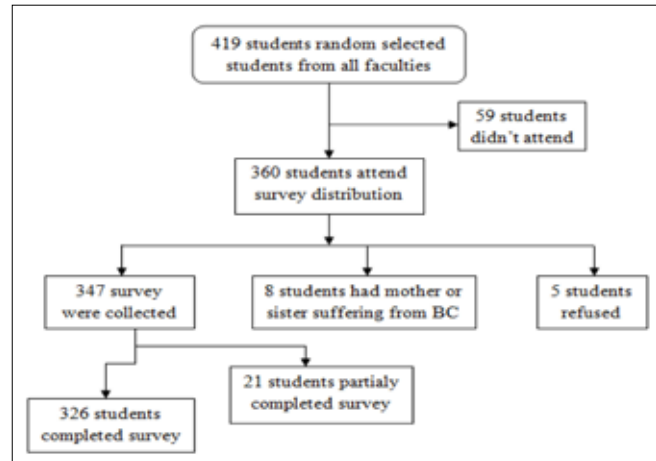 419 students random selected
students from all faculties
59 students
didn't attend
360 students attend
survey distribution
347 survey
were collected
8 students had mother or
sister suffering from BC
5 students
refused
21 students partialy
completed survey
326 students
completed survey